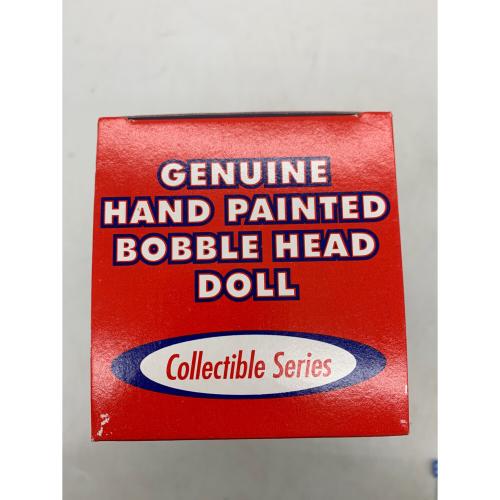 GENUINE
HAND PAINTED
BOBBLE HEAD
DOLL
Collectible Series